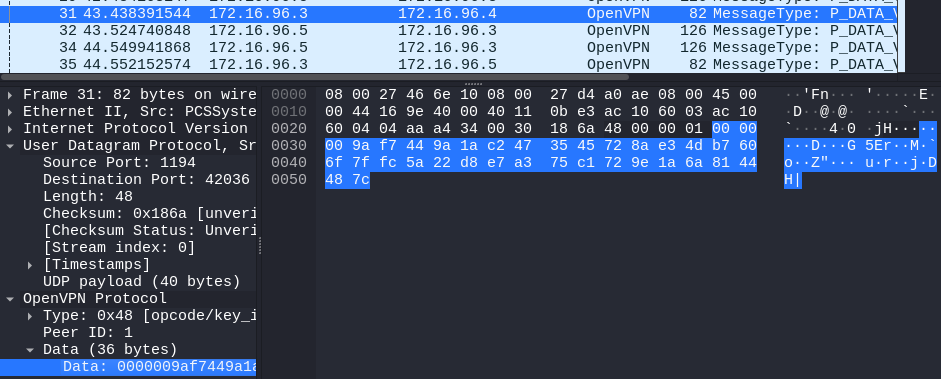 31 43.438391544 172.16.96.3 172.16.96.4 OpenVPN 82 MessageType: P_DATA_V
32 43.524740848 172.16.96.5 172.16.96.3 OpenVPN 126 MessageType: P_DATA_V
34 44.549941868 172.16.96.5 172.16.96.3 OpenVPN 126 MessageType: P_DATA_V
35 44.552152574 172.16.96.3 172.16.96.5 OpenVPN 82 MessageType: P_DATA_V
Frame 31: 82 bytes on wire
Ethernet II, Src: PCSSyste
Internet Protocol Version
User Datagram Protocol, Sr
Source Port: 1194
Destination Port: 42036
Length: 48
Checksum: 0x186a [unveri
[Checksum Status: Unveri
[Stream index: 0]
[Timestamps]
UDP payload (40 bytes)
OpenVPN Protocol
Type: 0x48 [opcode/key_i
Peer ID: 1
Data (36 bytes)
Data: 0000009af7449a1a
0000 08 00 27 46 6e 10 08 00 27 d4 a0 ae 08 00 45 00 ··'Fn··· '·····E·
0010 00 44 16 9e 40 00 40 11 0b e3 ac 10 60 03 ac 10 ·D··@·@· ····`···
0020 60 04 04 aa a4 34 00 30 18 6a 48 00 00 01 00 00 `····4·0 ·jH·····
0030 00 9a f7 44 9a 1a c2 47 35 45 72 8a e3 4d b7 60 ···D···G 5Er··M·`
0040 6f 7f fc 5a 22 d8 e7 a3 75 c1 72 9e 1a 6a 81 44 o··Z"··· u·r··j·D
0050 48 7c H|